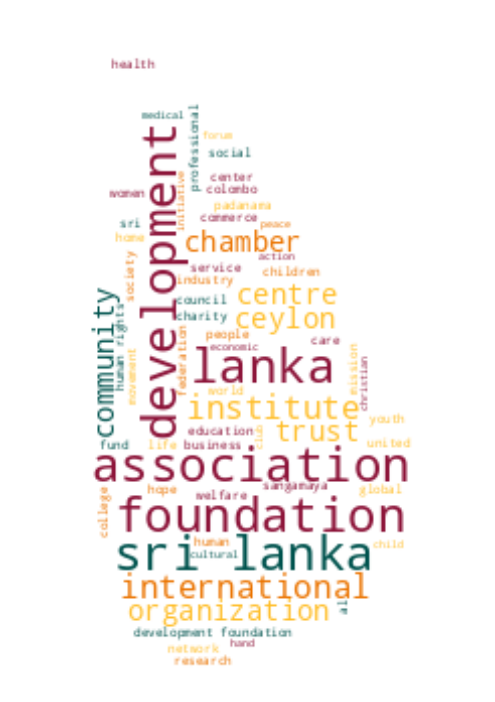 health
medical
professional
forum
social
development
center
colombo
women
initiative
padanama
commerce
sri
peace
home
chamber
action
society
service
children
industry
community
council
centre
human rights
charity
ceylon
movement
federation
people
care
economic
lanka
mission
christian
world
institute
youth
education
trust
club
fund
life
business
united
association
college
hope
sangamaya
welfare
global
foundation
human
child
sri lanka
cultural
international
organization
al
development foundation
hand
network
research